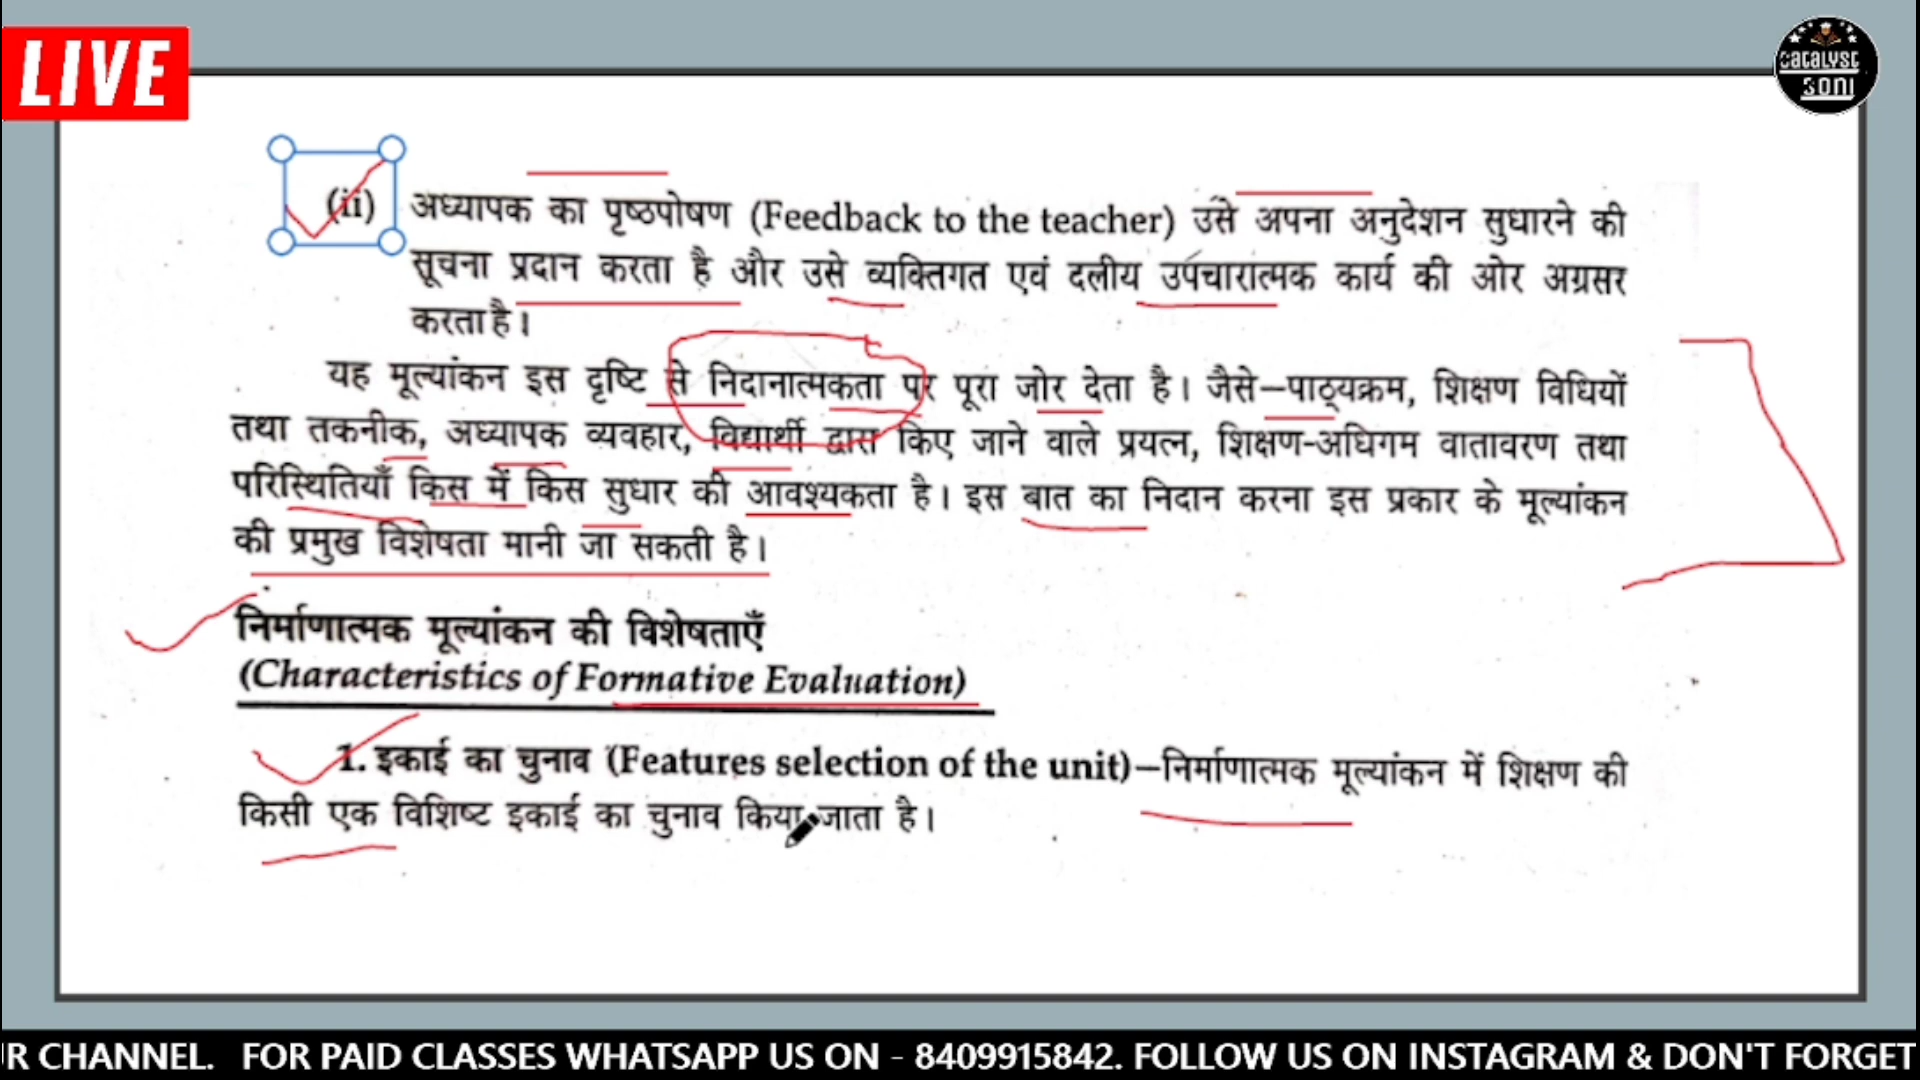 LIVE
CATALYST
SONI
(ii) अध्यापक का पृष्ठपोषण (Feedback to the teacher) उसे अपना अनुदेशन सुधारने की
सूचना प्रदान करता है और उसे व्यक्तिगत एवं दलीय उपचारात्मक कार्य की ओर अग्रसर
करता है।
यह मूल्यांकन इस दृष्टि से निदानात्मकता पर पूरा जोर देता है। जैसे–पाठ्यक्रम, शिक्षण विधियों
तथा तकनीक, अध्यापक व्यवहार, विद्यार्थी द्वारा किए जाने वाले प्रयत्न, शिक्षण-अधिगम वातावरण तथा
परिस्थितियाँ किस में किस सुधार की आवश्यकता है। इस बात का निदान करना इस प्रकार के मूल्यांकन
की प्रमुख विशेषता मानी जा सकती है।
निर्माणात्मक मूल्यांकन की विशेषताएँ
(Characteristics of Formative Evaluation)
1. इकाई का चुनाव (Features selection of the unit)–निर्माणात्मक मूल्यांकन में शिक्षण की
किसी एक विशिष्ट इकाई का चुनाव किया जाता है।
R CHANNEL. FOR PAID CLASSES WHATSAPP US ON - 8409915842. FOLLOW US ON INSTAGRAM & DON'T FORGET